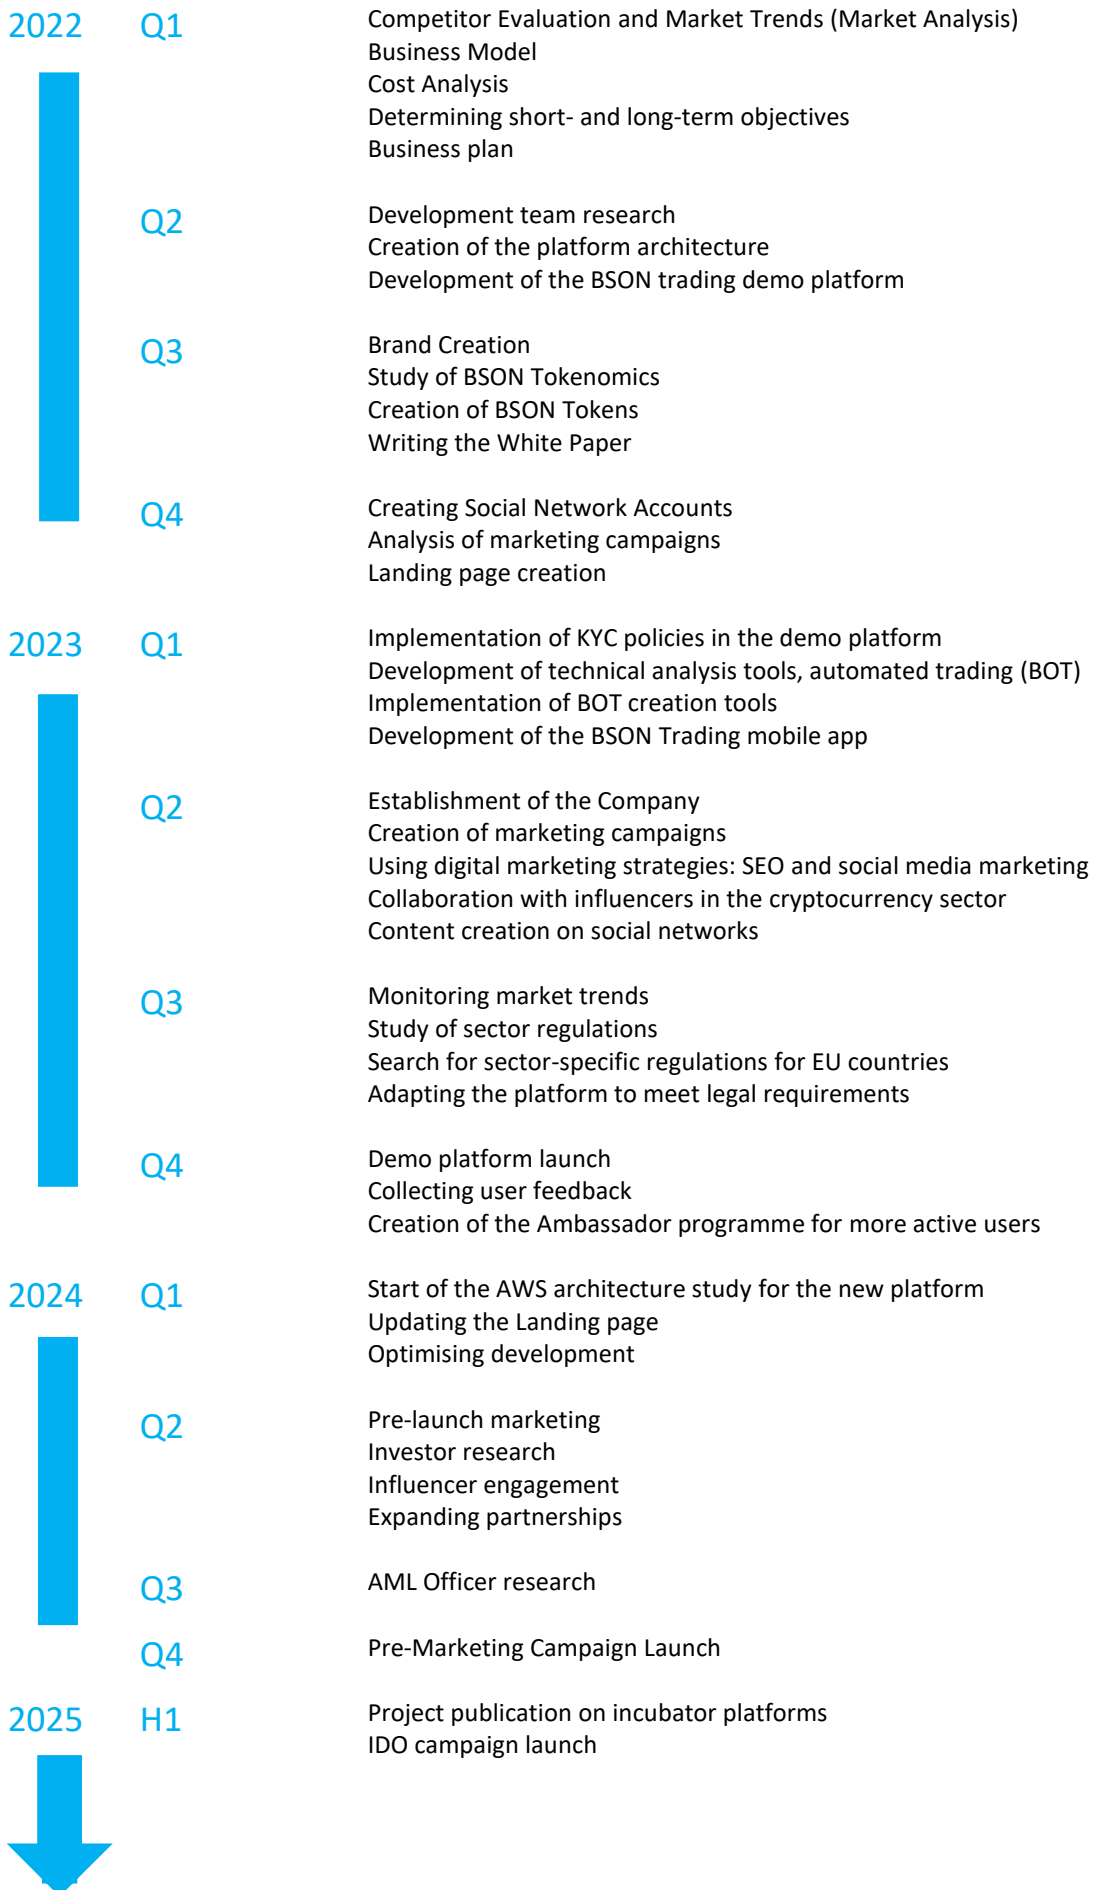 2022 Q1 Competitor Evaluation and Market Trends (Market Analysis)
Business Model
Cost Analysis
Determining short- and long-term objectives
Business plan
Q2 Development team research
Creation of the platform architecture
Development of the BSON trading demo platform
Q3 Brand Creation
Study of BSON Tokenomics
Creation of BSON Tokens
Writing the White Paper
Q4 Creating Social Network Accounts
Analysis of marketing campaigns
Landing page creation
2023 Q1 Implementation of KYC policies in the demo platform
Development of technical analysis tools, automated trading (BOT)
Implementation of BOT creation tools
Development of the BSON Trading mobile app
Q2 Establishment of the Company
Creation of marketing campaigns
Using digital marketing strategies: SEO and social media marketing
Collaboration with influencers in the cryptocurrency sector
Content creation on social networks
Q3 Monitoring market trends
Study of sector regulations
Search for sector-specific regulations for EU countries
Adapting the platform to meet legal requirements
Q4 Demo platform launch
Collecting user feedback
Creation of the Ambassador programme for more active users
2024 Q1 Start of the AWS architecture study for the new platform
Updating the Landing page
Optimising development
Q2 Pre-launch marketing
Investor research
Influencer engagement
Expanding partnerships
Q3 AML Officer research
Q4 Pre-Marketing Campaign Launch
2025 H1 Project publication on incubator platforms
IDO campaign launch